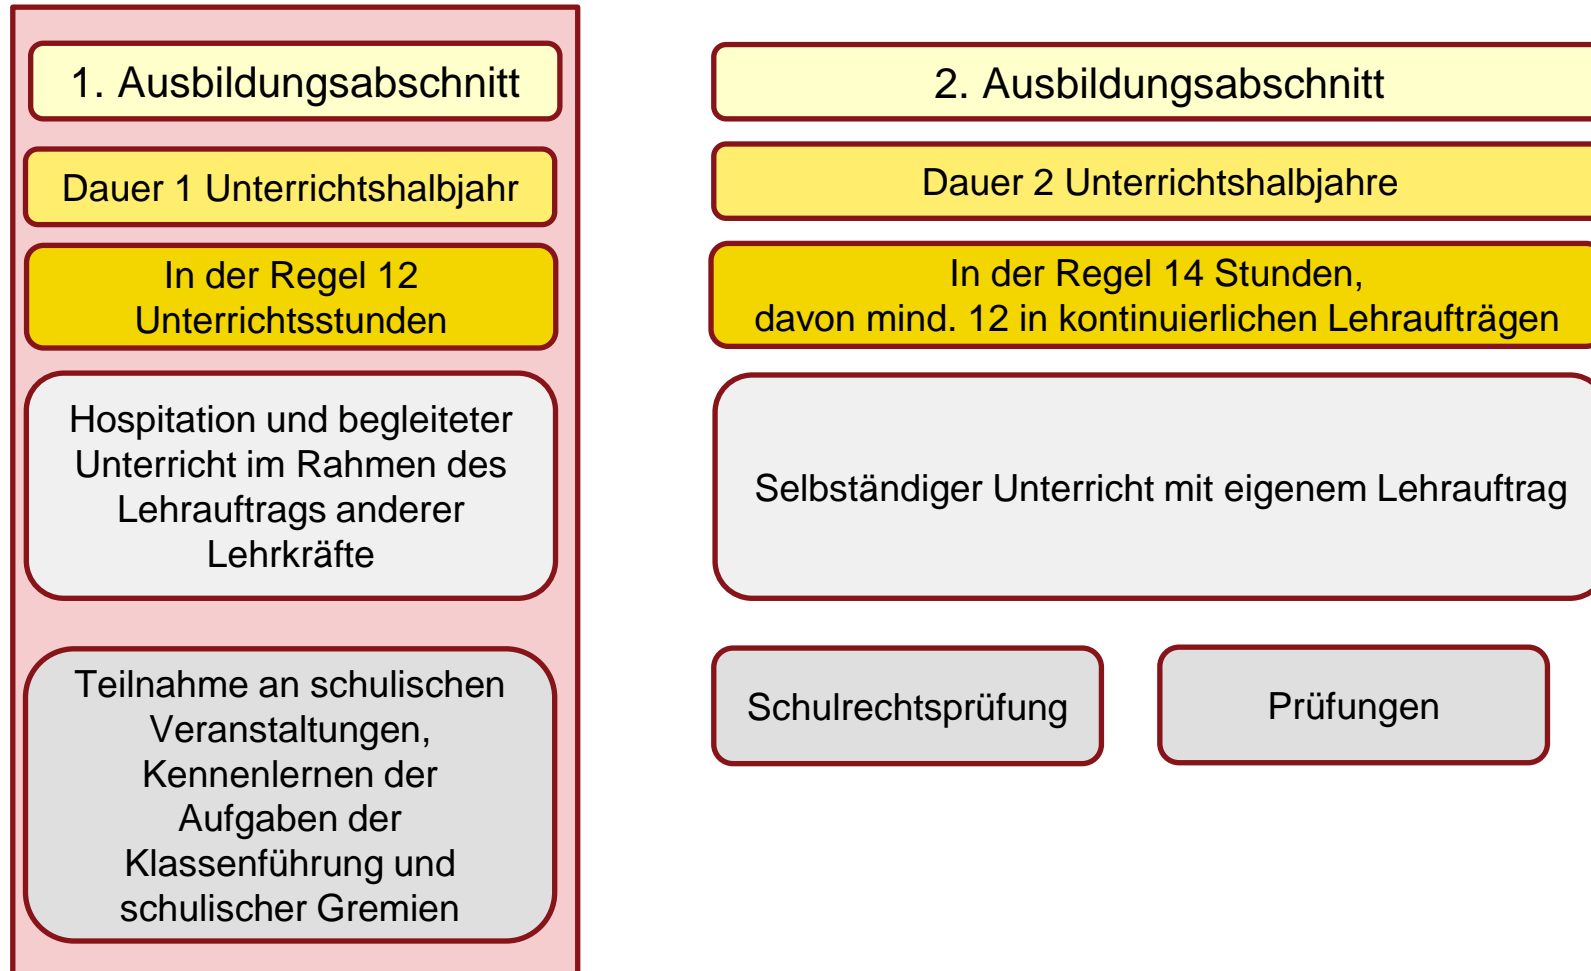 1. Ausbildungsabschnitt
Dauer 1 Unterrichtshalbjahr
In der Regel 12
Unterrichtsstunden
Hospitation und begleiteter
Unterricht im Rahmen des
Lehrauftrags anderer
Lehrkräfte
Teilnahme an schulischen
Veranstaltungen,
Kennenlernen der
Aufgaben der
Klassenführung und
schulischer Gremien
2. Ausbildungsabschnitt
Dauer 2 Unterrichtshalbjahre
In der Regel 14 Stunden,
davon mind. 12 in kontinuierlichen Lehraufträgen
Selbständiger Unterricht mit eigenem Lehrauftrag
Schulrechtsprüfung
Prüfungen